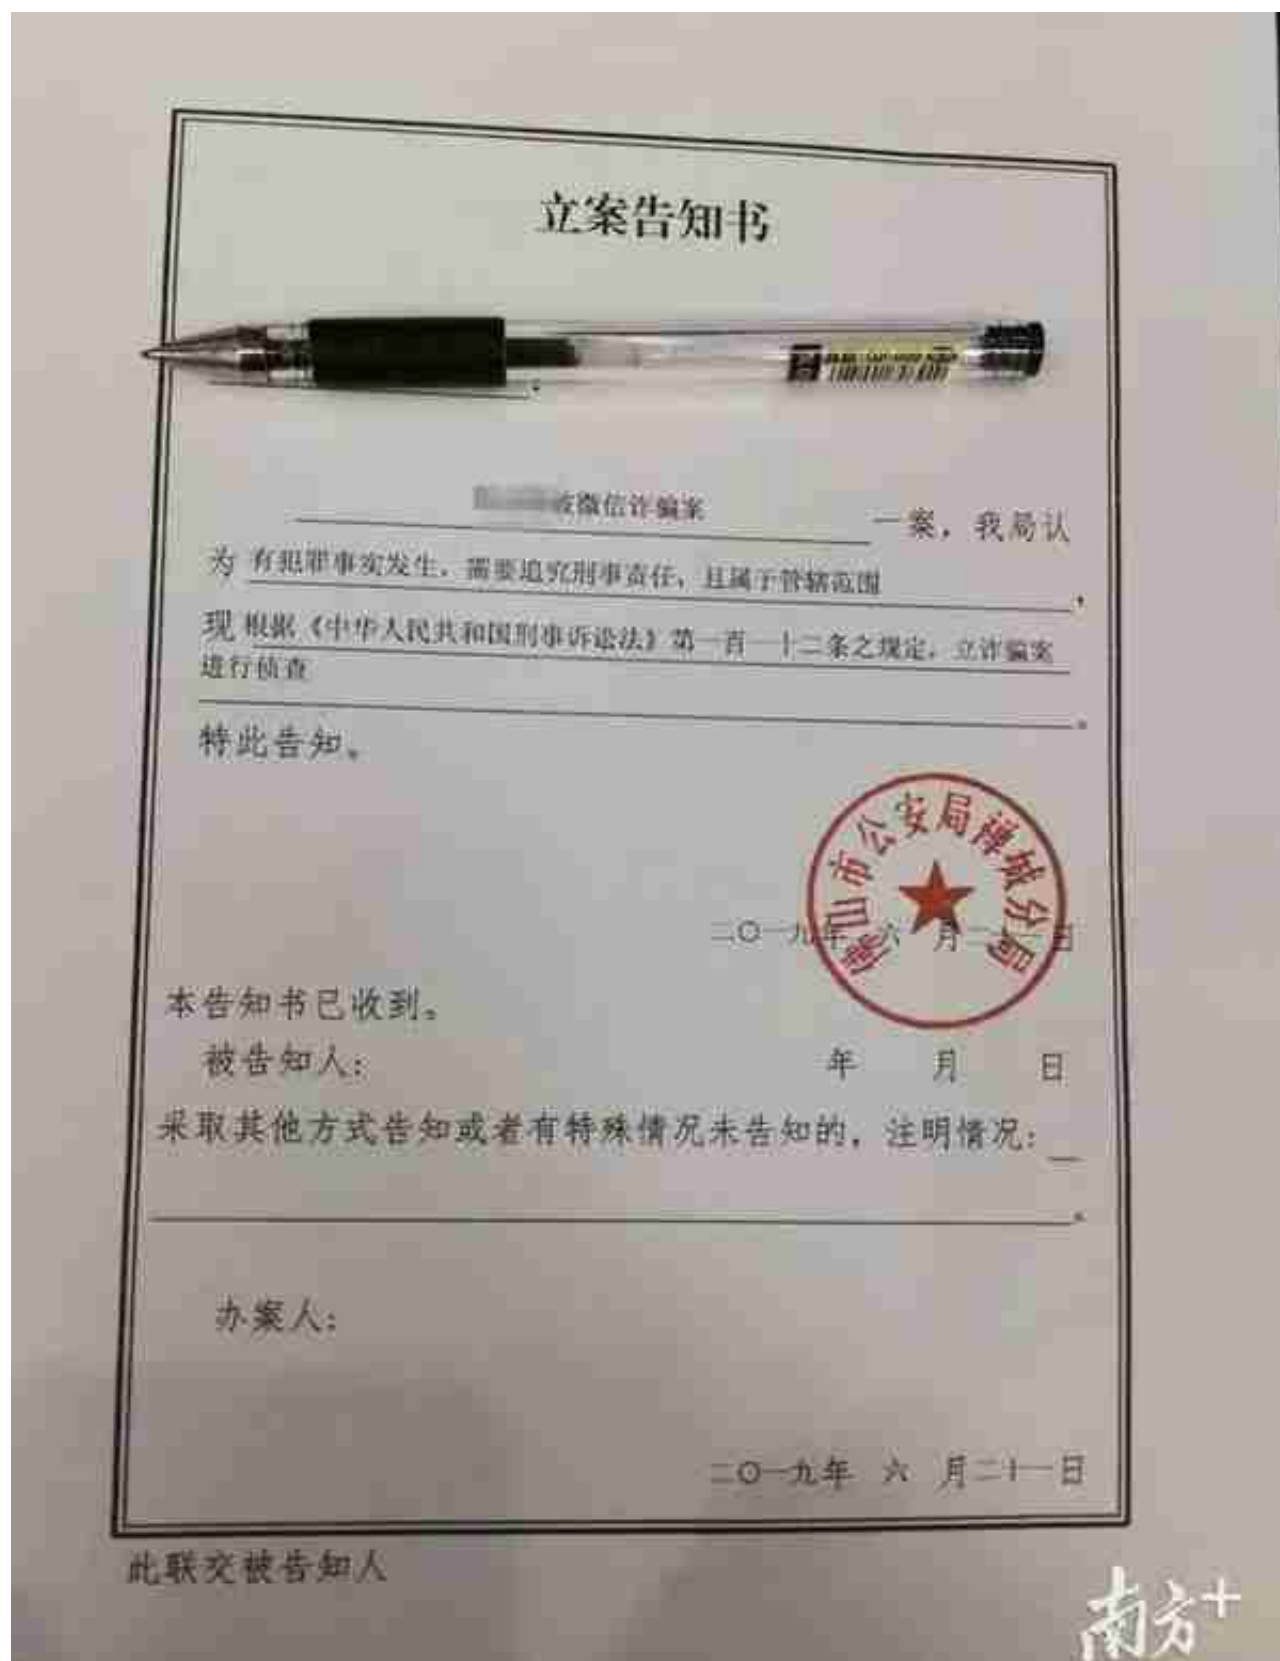 立案告知书
被微信诈骗案
一案，我局认
为 有犯罪事实发生，需要追究刑事责任，且属于管辖范围，
现 根据《中华人民共和国刑事诉讼法》第一百一十二条之规定，立诈骗案
进行侦查。
特此告知。
佛山市公安局禅城分局
二〇一九年 六 月二十一日
本告知书已收到。
被告知人： 年 月 日
采取其他方式告知或者有特殊情况未告知的，注明情况：
办案人：
二〇一九年 六 月二十一日
此联交被告知人
南方+